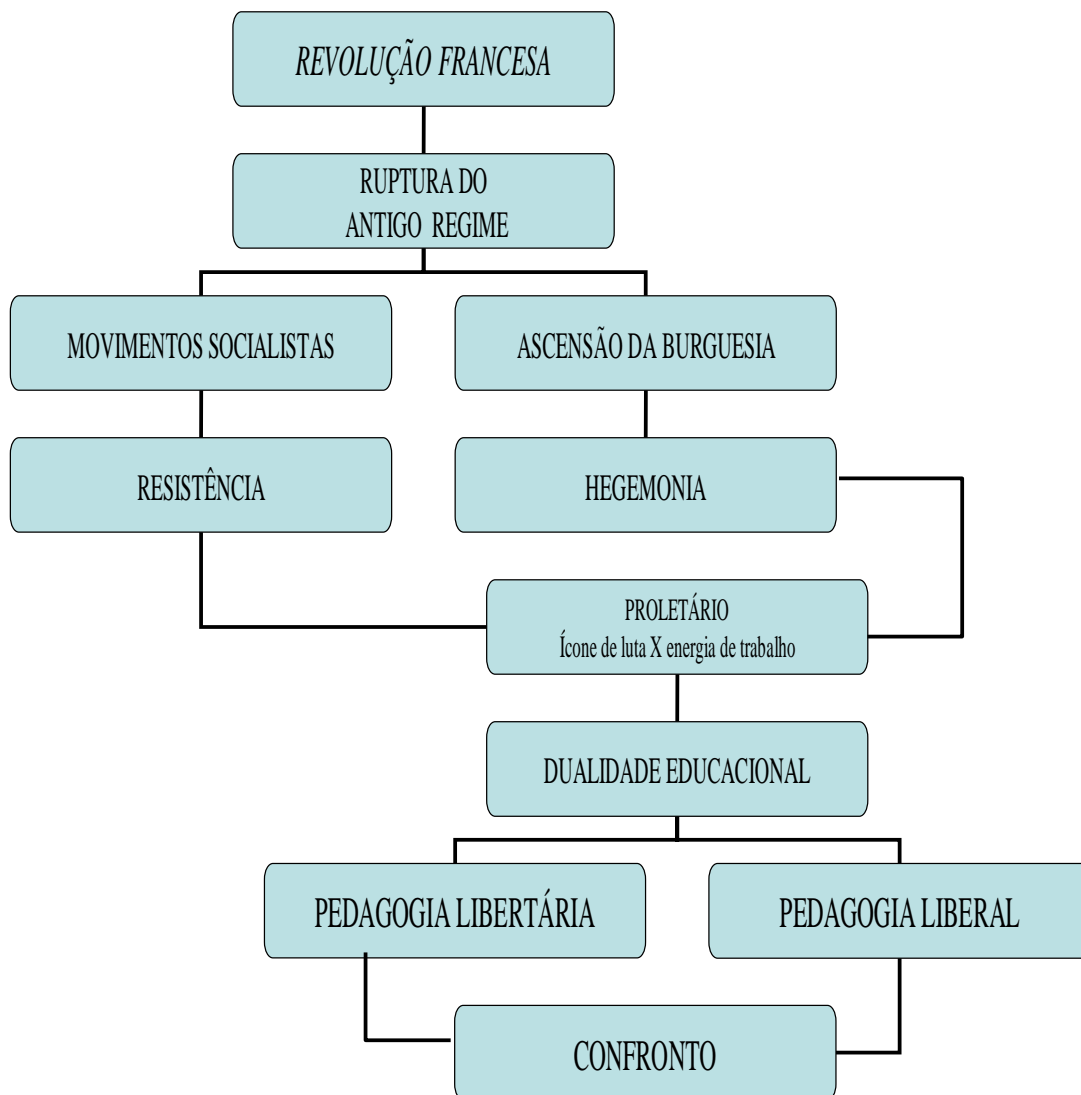 REVOLUÇÃO FRANCESA
RUPTURA DO
ANTIGO REGIME
MOVIMENTOS SOCIALISTAS
ASCENSÃO DA BURGUESIA
RESISTÊNCIA
HEGEMONIA
PROLETÁRIO
Ícone de luta X energia de trabalho
DUALIDADE EDUCACIONAL
PEDAGOGIA LIBERTÁRIA
PEDAGOGIA LIBERAL
CONFRONTO